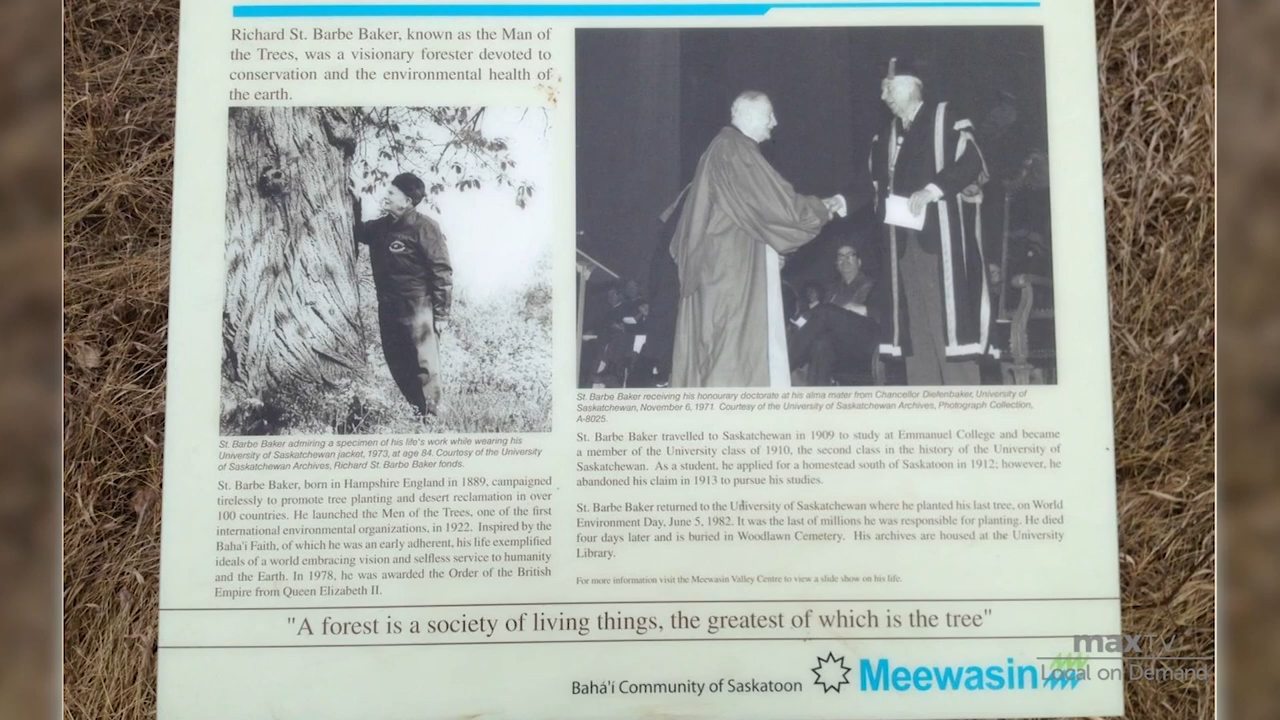 Richard St. Barbe Baker, known as the Man of
the Trees, was a visionary forester devoted to
conservation and the environmental health of
the earth.
St. Barbe Baker admiring a specimen of his life's work while wearing his
University of Saskatchewan jacket, 1973, at age 84. Courtesy of the University
of Saskatchewan Archives, Richard St. Barbe Baker fonds.
St. Barbe Baker, born in Hampshire England in 1889, campaigned
tirelessly to promote tree planting and desert reclamation in over
100 countries. He launched the Men of the Trees, one of the first
international environmental organizations, in 1922. Inspired by the
Baha'i Faith, of which he was an early adherent, his life exemplified
ideals of a world embracing vision and selfless service to humanity
and the Earth. In 1978, he was awarded the Order of the British
Empire from Queen Elizabeth II.
St. Barbe Baker receiving his honourary doctorate at his alma mater from Chancellor Diefenbaker, University of
Saskatchewan, November 6, 1971. Courtesy of the University of Saskatchewan Archives, Photograph Collection,
A-8025.
St. Barbe Baker travelled to Saskatchewan in 1909 to study at Emmanuel College and became
a member of the University class of 1910, the second class in the history of the University of
Saskatchewan. As a student, he applied for a homestead south of Saskatoon in 1912; however, he
abandoned his claim in 1913 to pursue his studies.
St. Barbe Baker returned to the University of Saskatchewan where he planted his last tree, on World
Environment Day, June 5, 1982. It was the last of millions he was responsible for planting. He died
four days later and is buried in Woodlawn Cemetery. His archives are housed at the University
Library.
For more information visit the Meewasin Valley Centre to view a slide show on his life.
"A forest is a society of living things, the greatest of which is the tree"
Bahá'í Community of Saskatoon
Meewasin
maxTV
Local on Demand